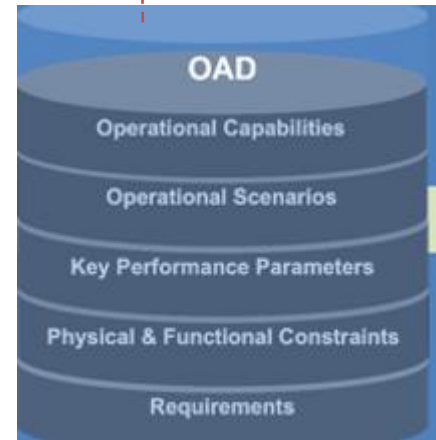 OAD
Operational Capabilities
Operational Scenarios
Key Performance Parameters
Physical & Functional Constraints
Requirements